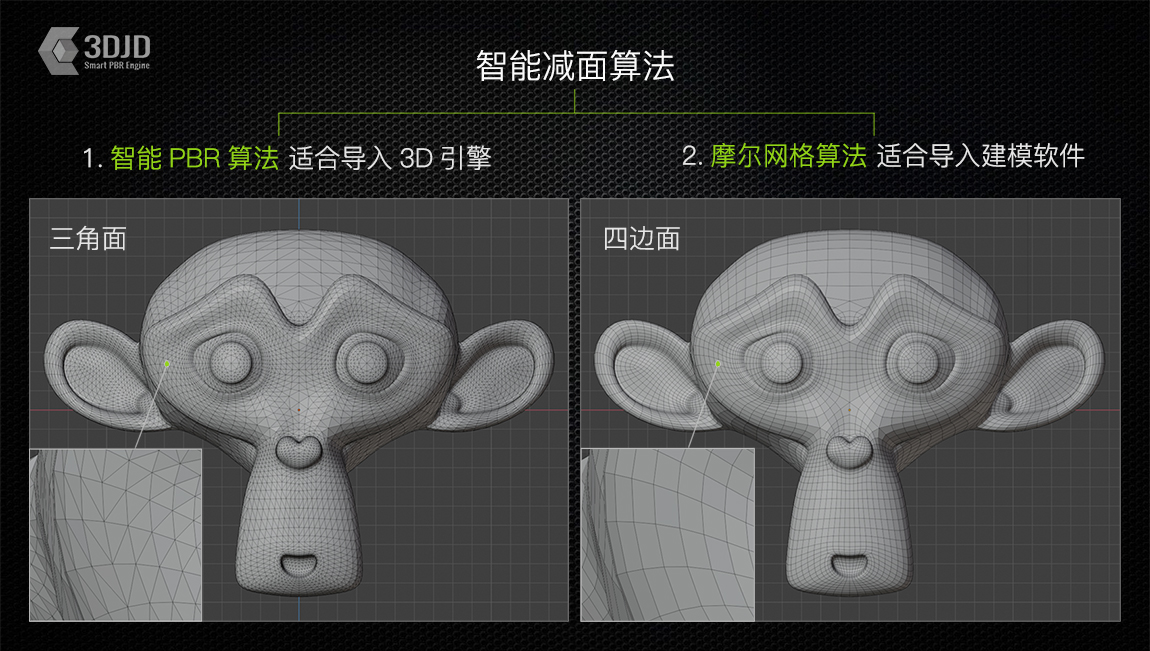 3DJD
Smart PBR Engine
智能减面算法
1. 智能 PBR 算法 适合导入 3D 引擎
2. 摩尔网格算法 适合导入建模软件
三角面
四边面